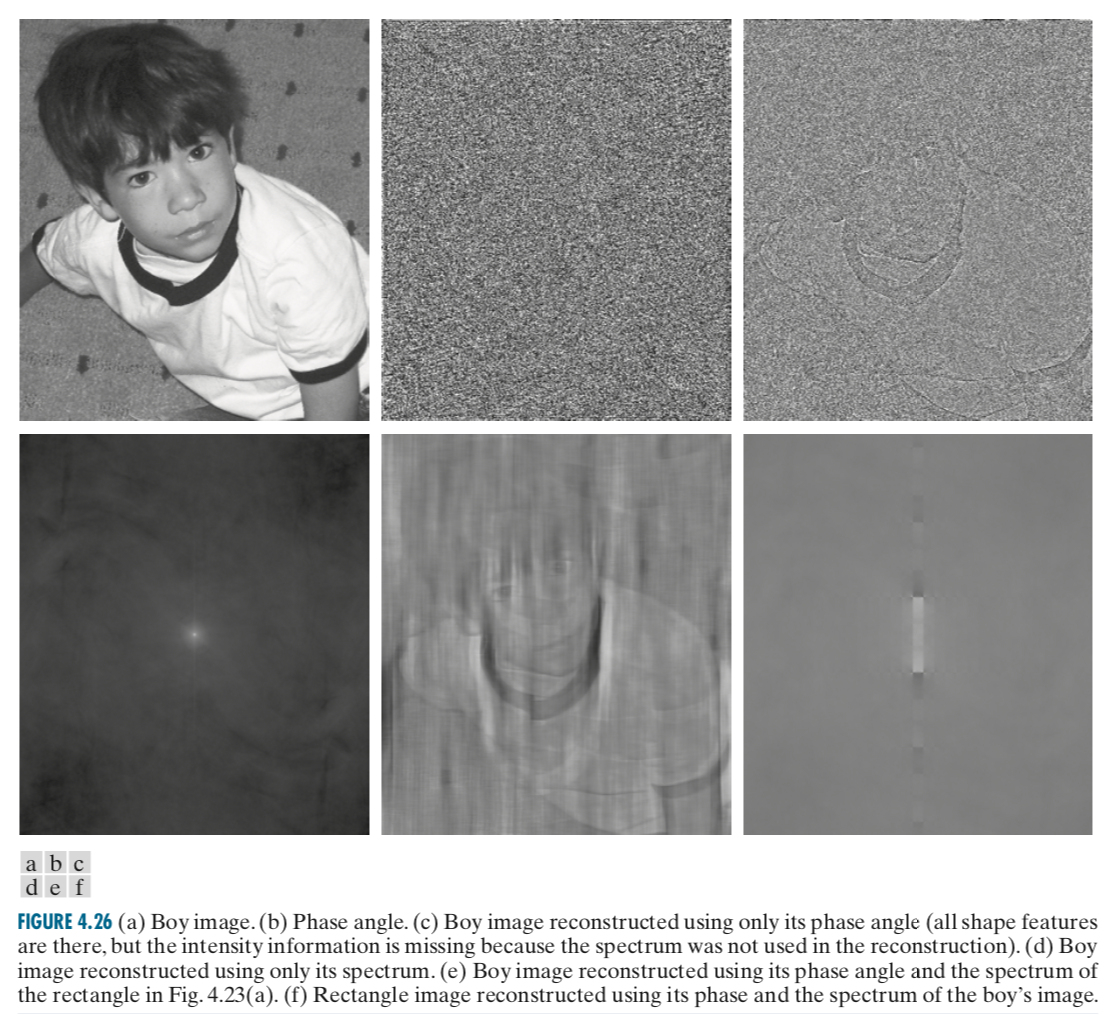 a b c
d e f
FIGURE 4.26 (a) Boy image. (b) Phase angle. (c) Boy image reconstructed using only its phase angle (all shape features
are there, but the intensity information is missing because the spectrum was not used in the reconstruction). (d) Boy
image reconstructed using only its spectrum. (e) Boy image reconstructed using its phase angle and the spectrum of
the rectangle in Fig. 4.23(a). (f) Rectangle image reconstructed using its phase and the spectrum of the boy’s image.